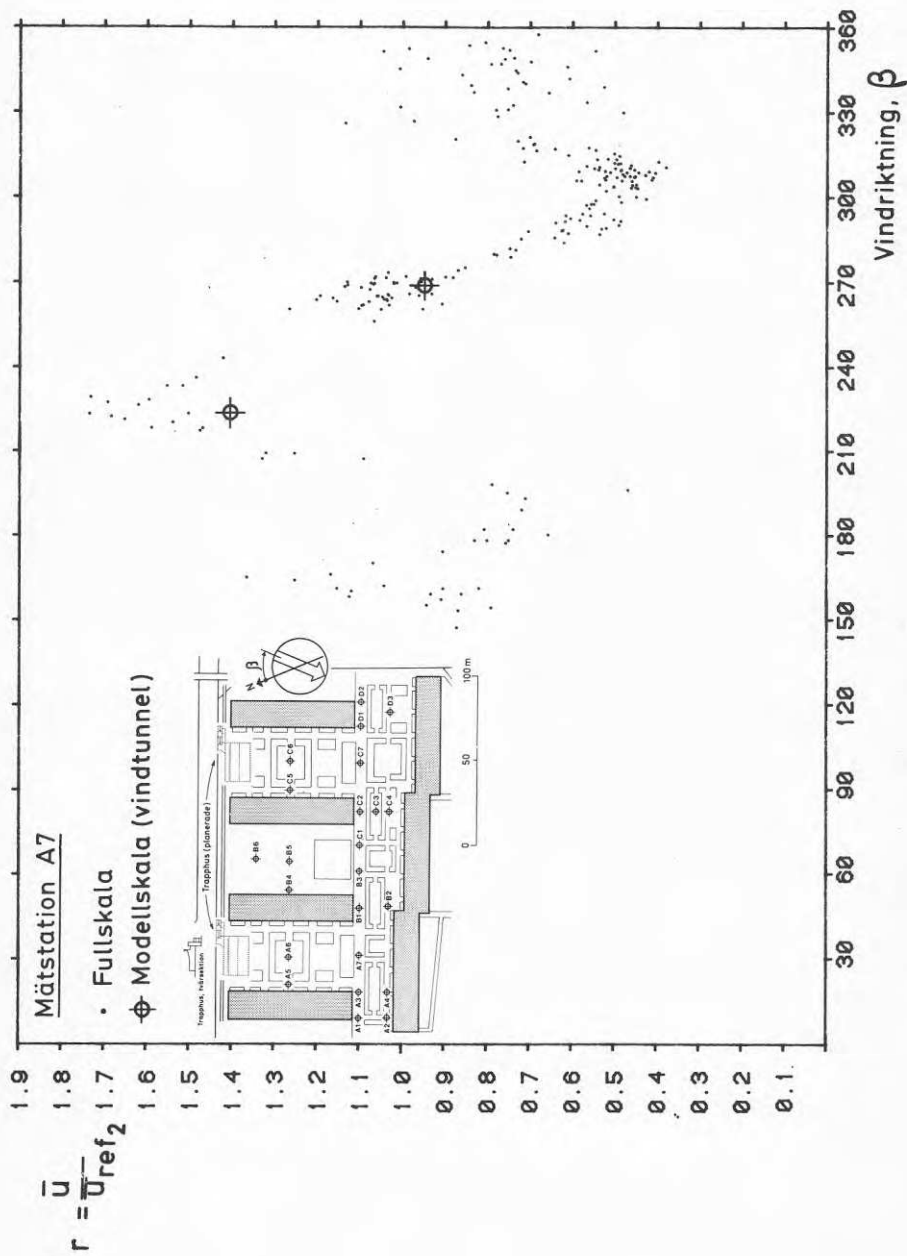 r = ū / ūref₂
1.9
1.8
1.7
1.6
1.5
1.4
1.3
1.2
1.1
1.0
0.9
0.8
0.7
0.6
0.5
0.4
0.3
0.2
0.1
Mätstation A7
• Fullskala
Modellskala (vindtunnel)
Trapphus, tvärsektion
Trapphus (planerade)
N β
A5 A6 B4 B5 B6 C5 C6
A1 A3 A7 B1 B3 C1 C2 C7 D1 D2
A2 A4 B2 C3 C4 D3
0 50 100 m
30 60 90 120 150 180 210 240 270 300 330 360
Vindriktning, β